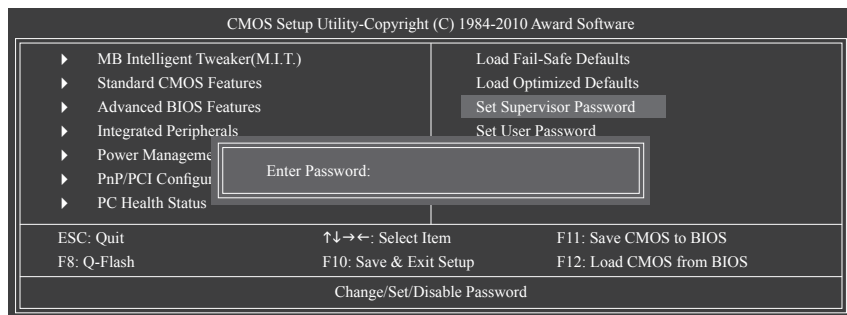 CMOS Setup Utility-Copyright (C) 1984-2010 Award Software
MB Intelligent Tweaker(M.I.T.)
Standard CMOS Features
Advanced BIOS Features
Integrated Peripherals
Power Manageme
PnP/PCI Configur
PC Health Status
Load Fail-Safe Defaults
Load Optimized Defaults
Set Supervisor Password
Set User Password
Enter Password:
ESC: Quit ↑↓→←: Select Item F11: Save CMOS to BIOS
F8: Q-Flash F10: Save & Exit Setup F12: Load CMOS from BIOS
Change/Set/Disable Password